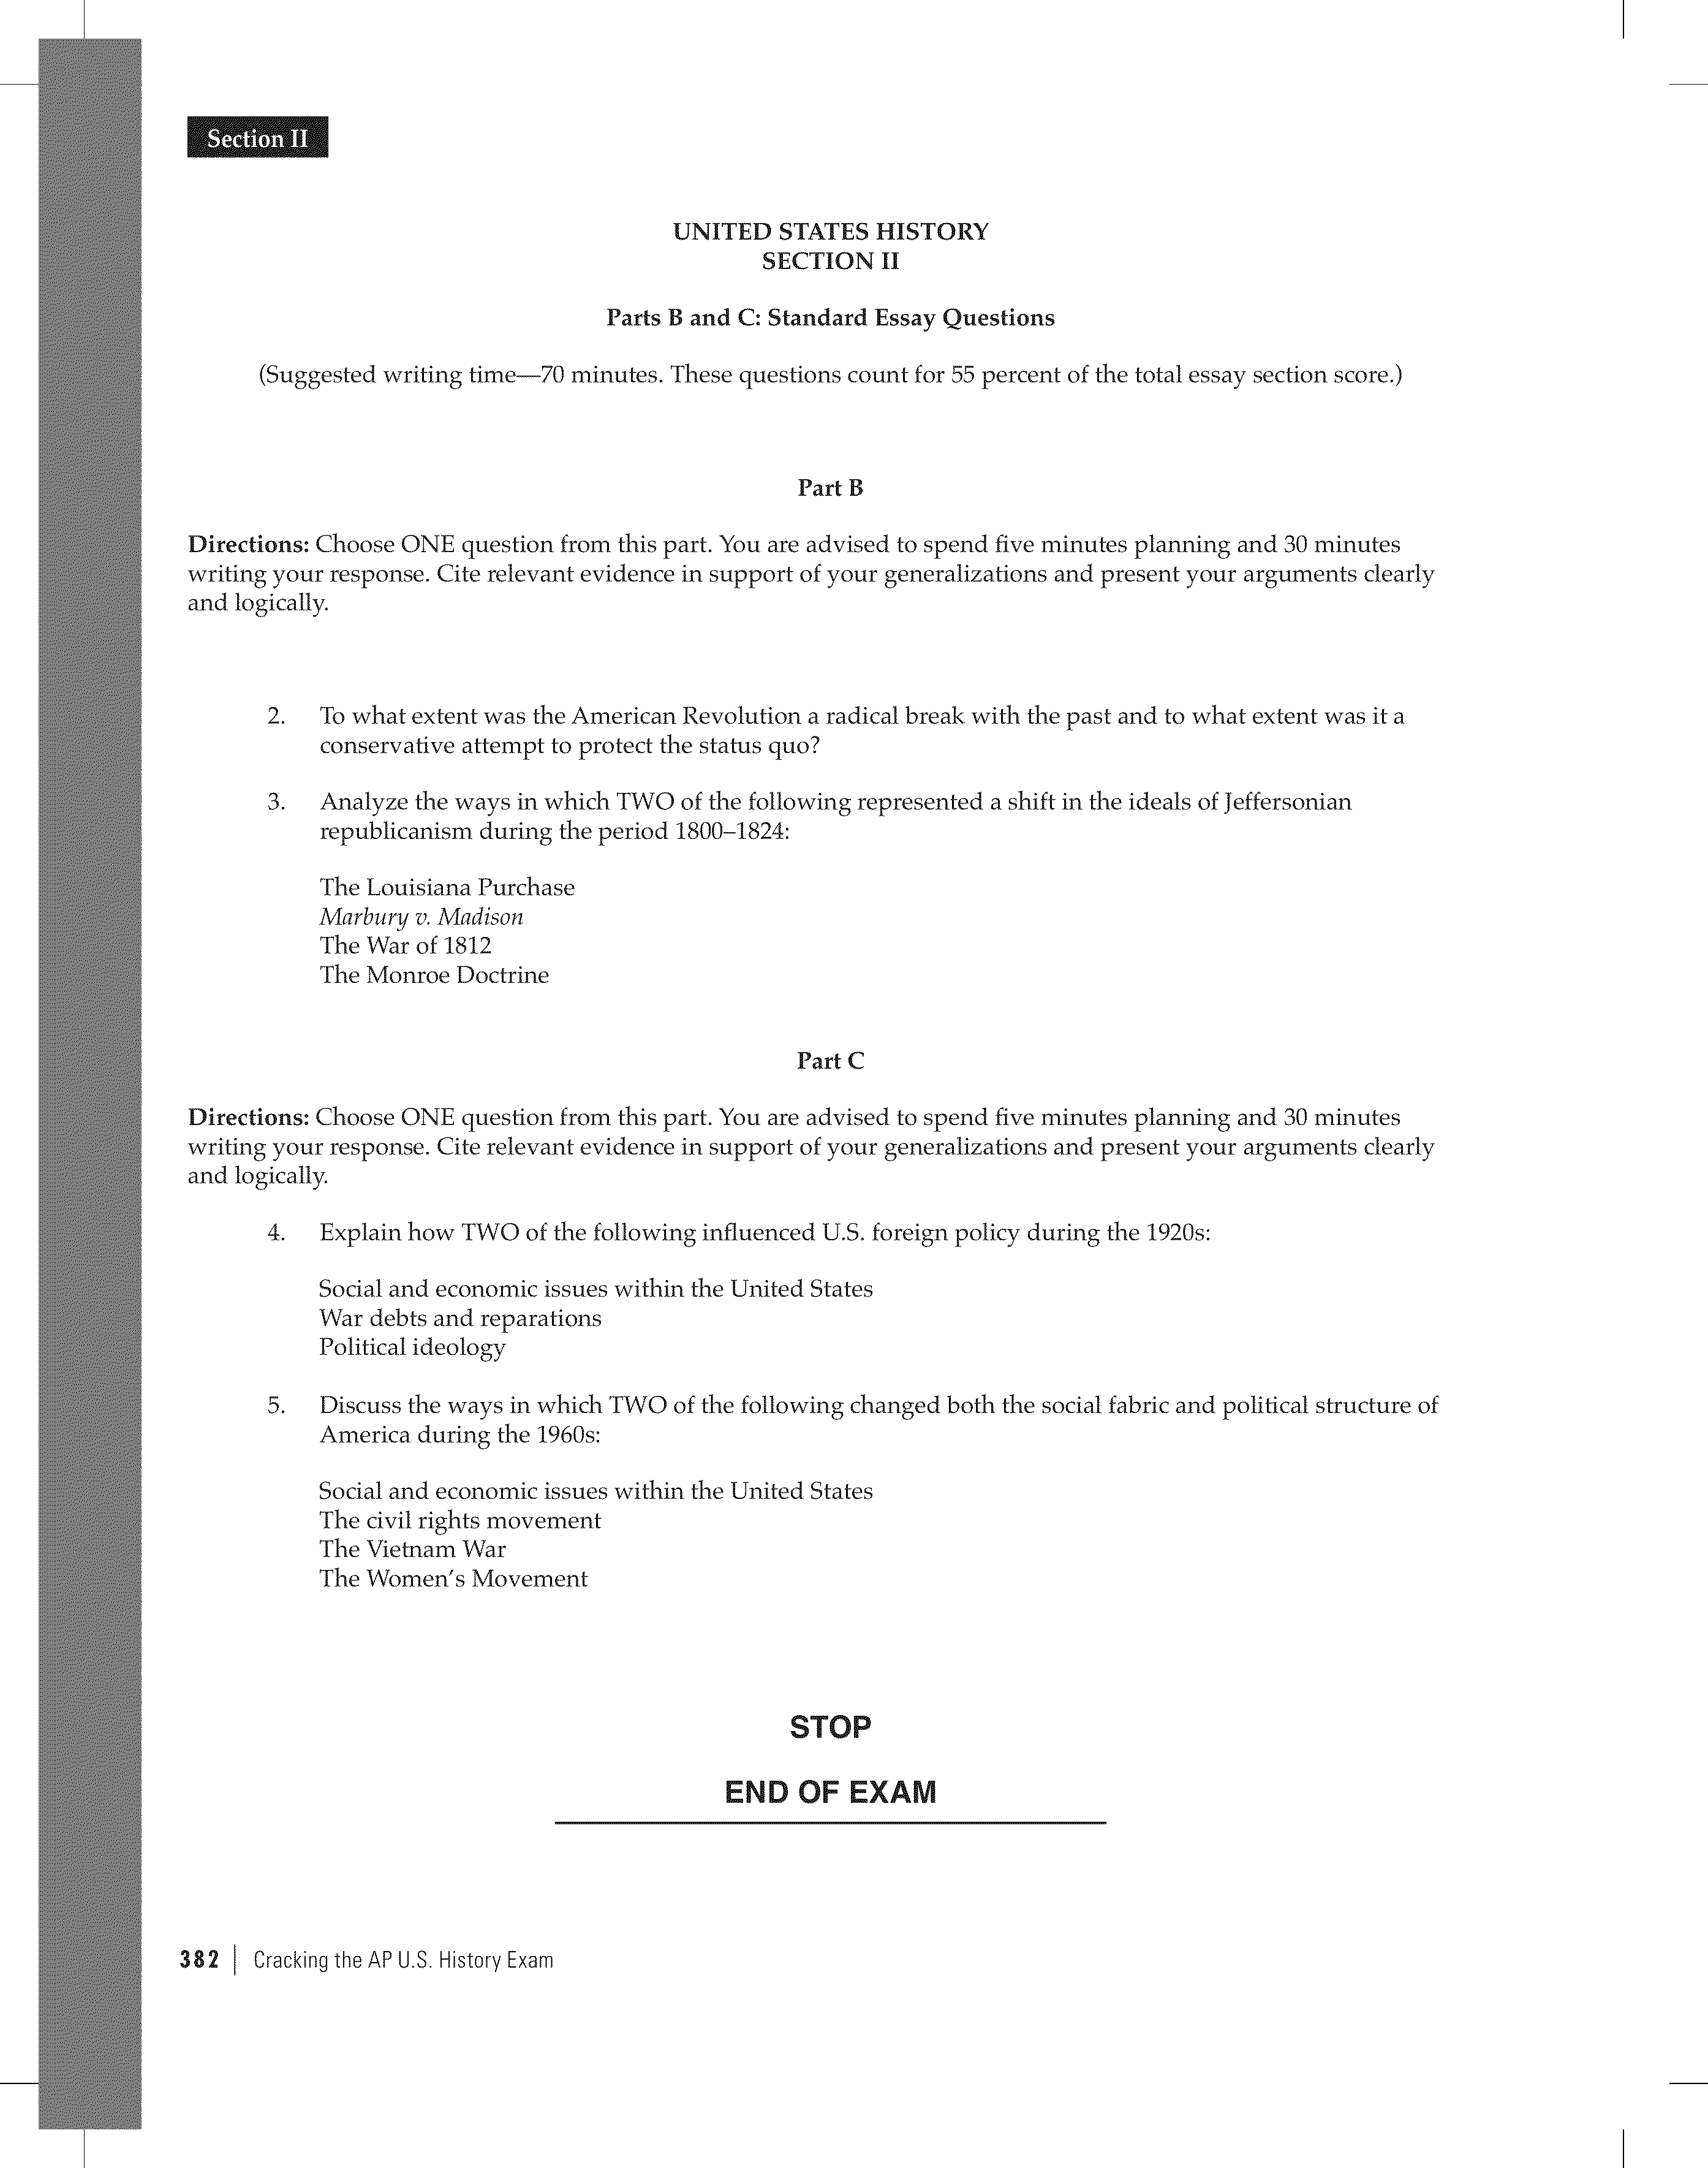 Section II
UNITED STATES HISTORY
SECTION II
Parts B and C: Standard Essay Questions
(Suggested writing time—70 minutes. These questions count for 55 percent of the total essay section score.)
Part B
Directions: Choose ONE question from this part. You are advised to spend five minutes planning and 30 minutes
writing your response. Cite relevant evidence in support of your generalizations and present your arguments clearly
and logically.
2. To what extent was the American Revolution a radical break with the past and to what extent was it a
conservative attempt to protect the status quo?
3. Analyze the ways in which TWO of the following represented a shift in the ideals of Jeffersonian
republicanism during the period 1800–1824:
The Louisiana Purchase
Marbury v. Madison
The War of 1812
The Monroe Doctrine
Part C
Directions: Choose ONE question from this part. You are advised to spend five minutes planning and 30 minutes
writing your response. Cite relevant evidence in support of your generalizations and present your arguments clearly
and logically.
4. Explain how TWO of the following influenced U.S. foreign policy during the 1920s:
Social and economic issues within the United States
War debts and reparations
Political ideology
5. Discuss the ways in which TWO of the following changed both the social fabric and political structure of
America during the 1960s:
Social and economic issues within the United States
The civil rights movement
The Vietnam War
The Women's Movement
STOP
END OF EXAM
382 | Cracking the AP U.S. History Exam